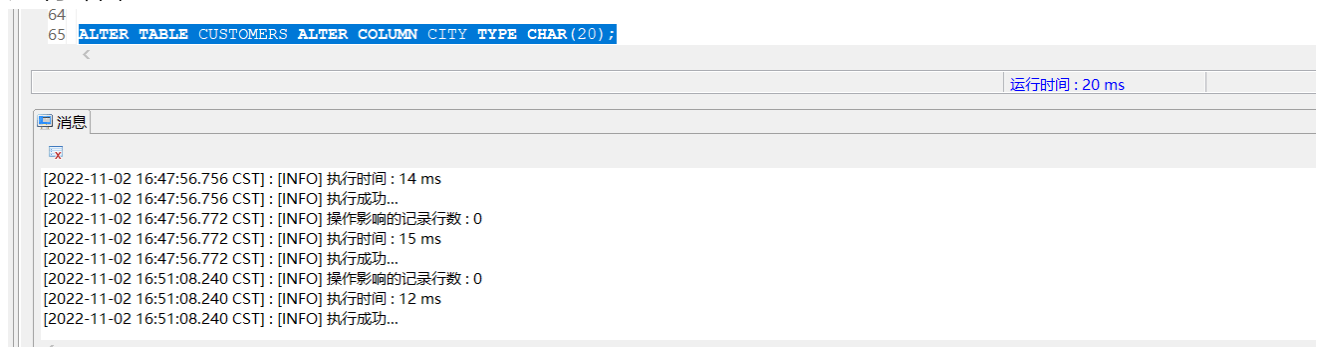 64
65 ALTER TABLE CUSTOMERS ALTER COLUMN CITY TYPE CHAR(20);
运行时间 : 20 ms
消息
[2022-11-02 16:47:56.756 CST] : [INFO] 执行时间 : 14 ms
[2022-11-02 16:47:56.756 CST] : [INFO] 执行成功...
[2022-11-02 16:47:56.772 CST] : [INFO] 操作影响的记录行数 : 0
[2022-11-02 16:47:56.772 CST] : [INFO] 执行时间 : 15 ms
[2022-11-02 16:47:56.772 CST] : [INFO] 执行成功...
[2022-11-02 16:51:08.240 CST] : [INFO] 操作影响的记录行数 : 0
[2022-11-02 16:51:08.240 CST] : [INFO] 执行时间 : 12 ms
[2022-11-02 16:51:08.240 CST] : [INFO] 执行成功...